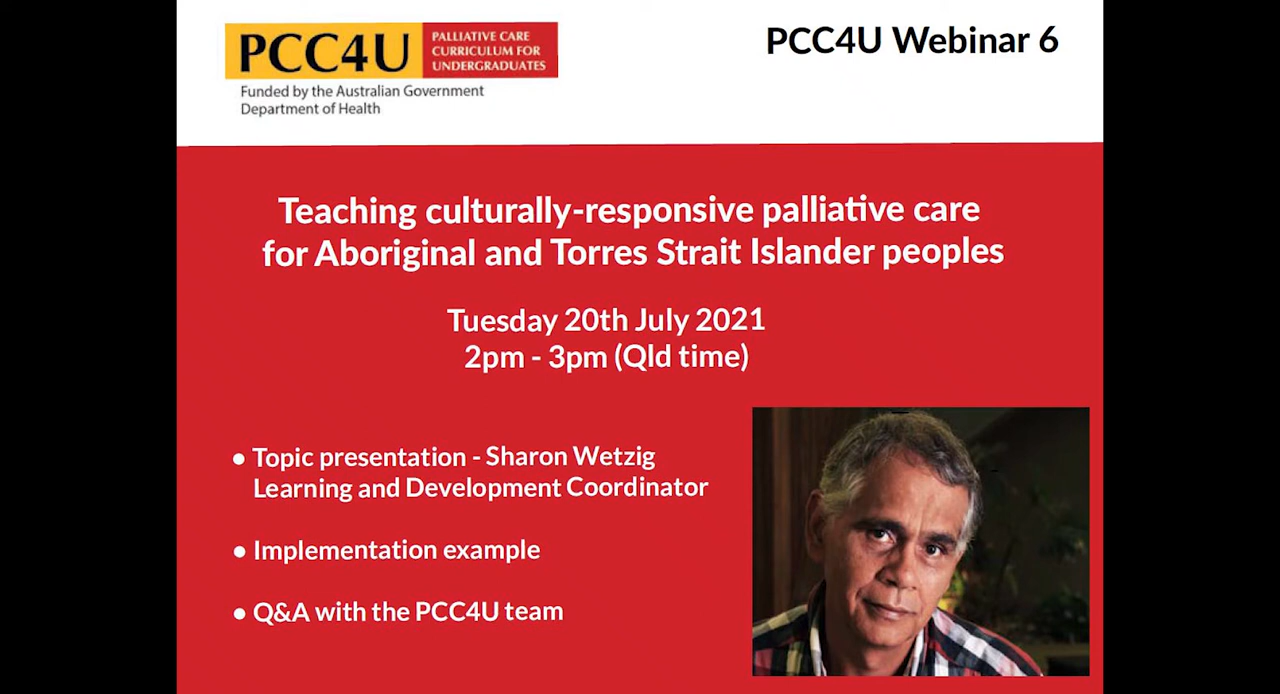 PCC4U
PALLIATIVE CARE
CURRICULUM FOR
UNDERGRADUATES
Funded by the Australian Government
Department of Health
PCC4U Webinar 6
Teaching culturally-responsive palliative care
for Aboriginal and Torres Strait Islander peoples
Tuesday 20th July 2021
2pm - 3pm (Qld time)
● Topic presentation - Sharon Wetzig
Learning and Development Coordinator
● Implementation example
● Q&A with the PCC4U team